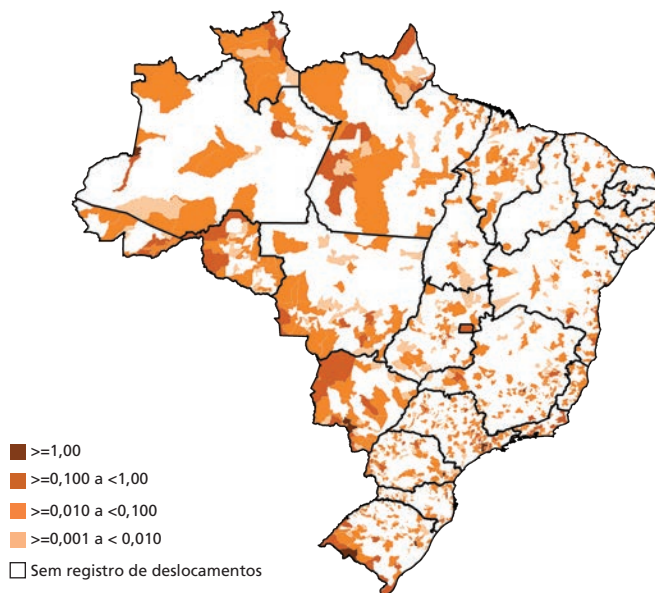 >=1,00
>=0,100 a <1,00
>=0,010 a <0,100
>=0,001 a < 0,010
Sem registro de deslocamentos